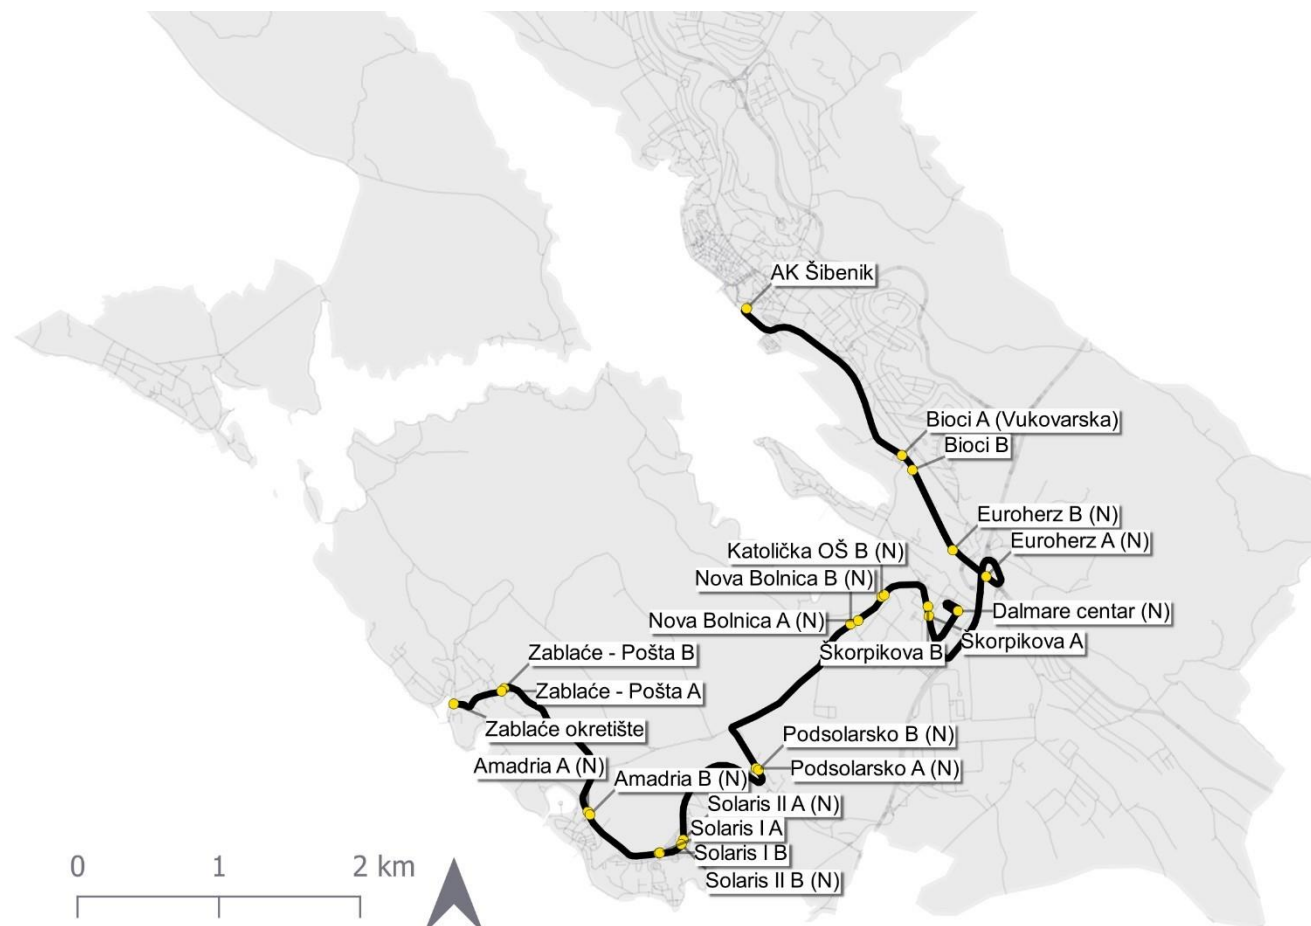 AK Šibenik
Bioci A (Vukovarska)
Bioci B
Euroherz B (N)
Euroherz A (N)
Katolička OŠ B (N)
Nova Bolnica B (N)
Nova Bolnica A (N)
Dalmare centar (N)
Škorpikova A
Škorpikova B
Zablaće - Pošta B
Zablaće - Pošta A
Zablaće okretište
Podsolarsko B (N)
Podsolarsko A (N)
Amadria A (N)
Amadria B (N)
Solaris II A (N)
Solaris I A
Solaris I B
Solaris II B (N)
0 1 2 km